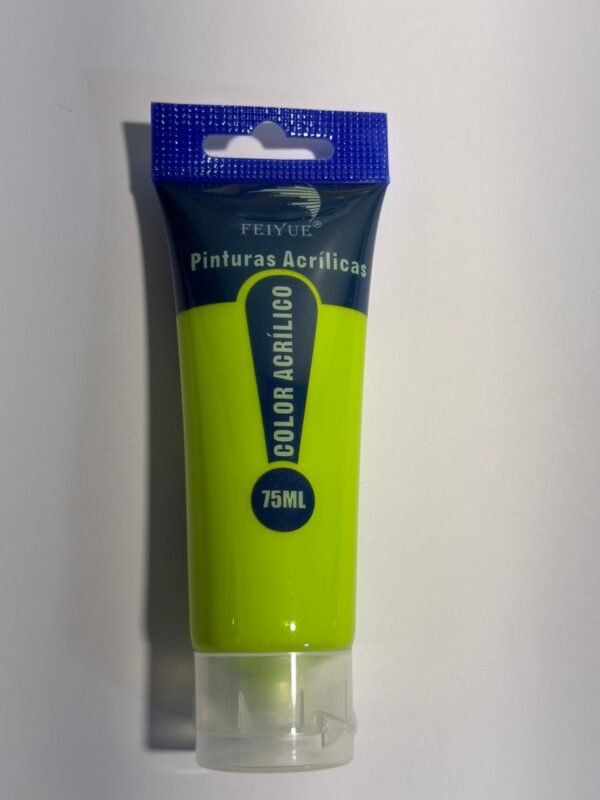 FEIYUE®
Pinturas Acrílicas
COLOR ACRÍLICO
75ML